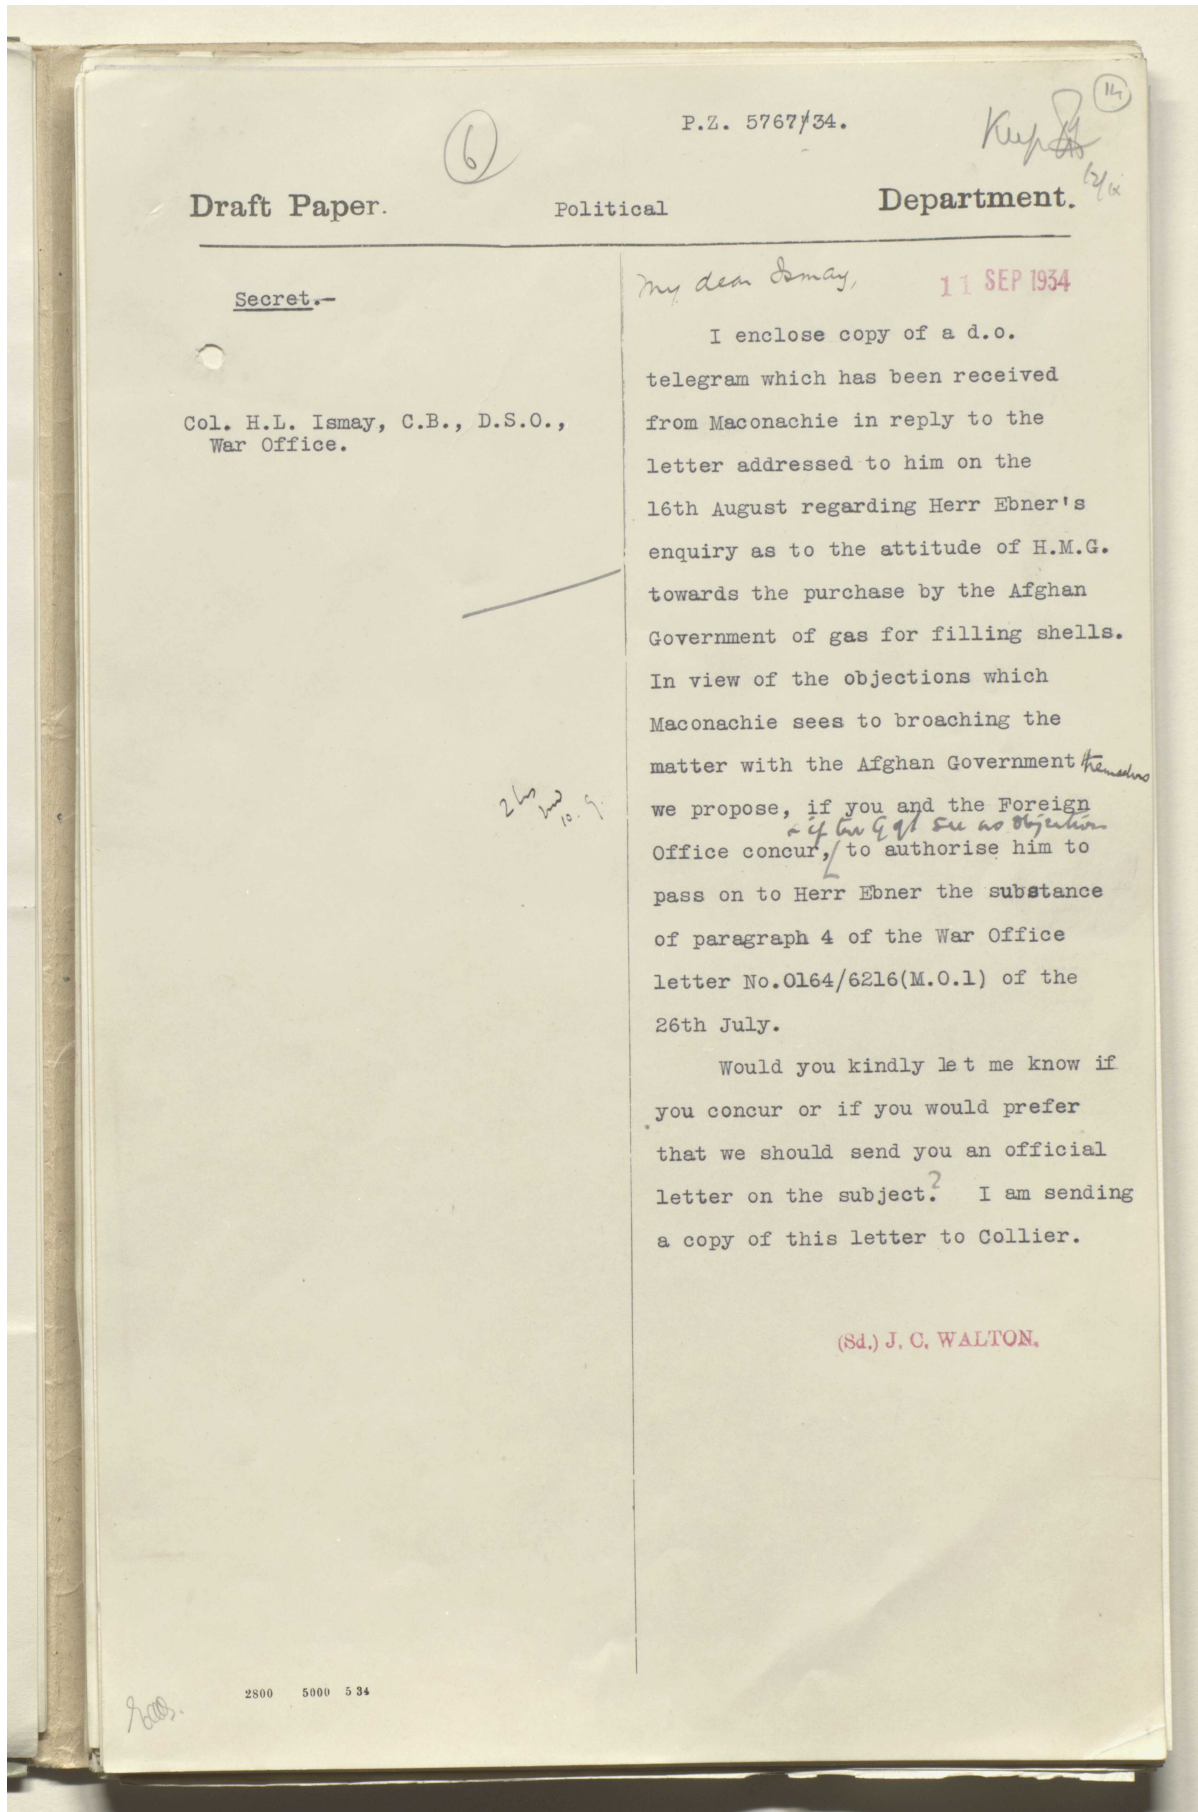 14
P.Z. 5767/34.
6
Keep
12/ix
Draft Paper. Political Department.
Secret.—
My dear Ismay,
11 SEP 1934
Col. H.L. Ismay, C.B., D.S.O.,
War Office.
I enclose copy of a d.o.
telegram which has been received
from Maconachie in reply to the
letter addressed to him on the
16th August regarding Herr Ebner's
enquiry as to the attitude of H.M.G.
towards the purchase by the Afghan
Government of gas for filling shells.
In view of the objections which
Maconachie sees to broaching the
matter with the Afghan Government themselves
we propose, if you and the Foreign
& if the G of I see no objection
Office concur, to authorise him to
pass on to Herr Ebner the substance
of paragraph 4 of the War Office
letter No.0164/6216(M.O.1) of the
26th July.
Would you kindly let me know if
you concur or if you would prefer
that we should send you an official
letter on the subject.? I am sending
a copy of this letter to Collier.
10. 9.
(Sd.) J. C. WALTON.
2800 5000 5 34